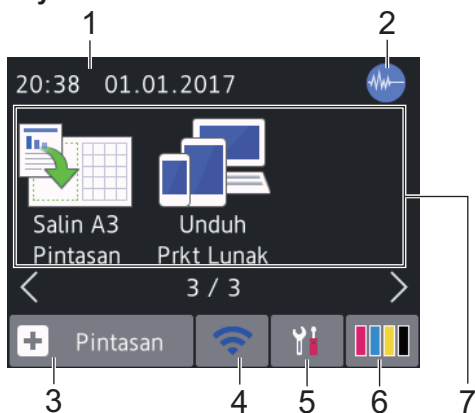 1 2
20:38 01.01.2017
Salin A3 Unduh
Pintasan Prkt Lunak
3 / 3
Pintasan
3 4 5 6 7